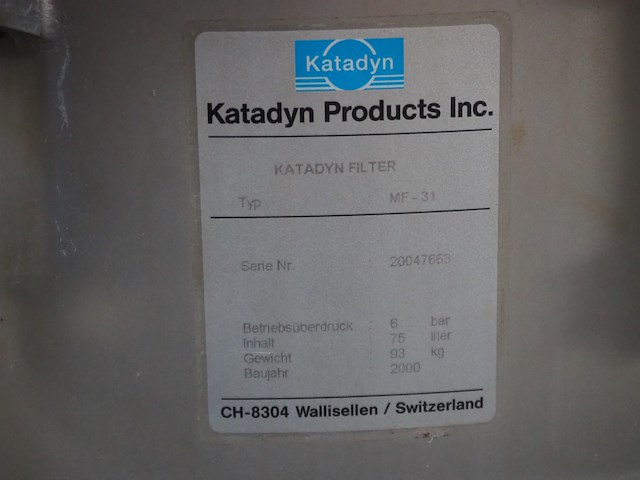 Katadyn
Katadyn Products Inc.
KATADYN FILTER
Typ : MF - 31
Serie Nr. : 20047663
Betriebsüberdruck : 6 bar
Inhalt : 75 liter
Gewicht : 93 kg
Baujahr : 2000
CH-8304 Wallisellen / Switzerland